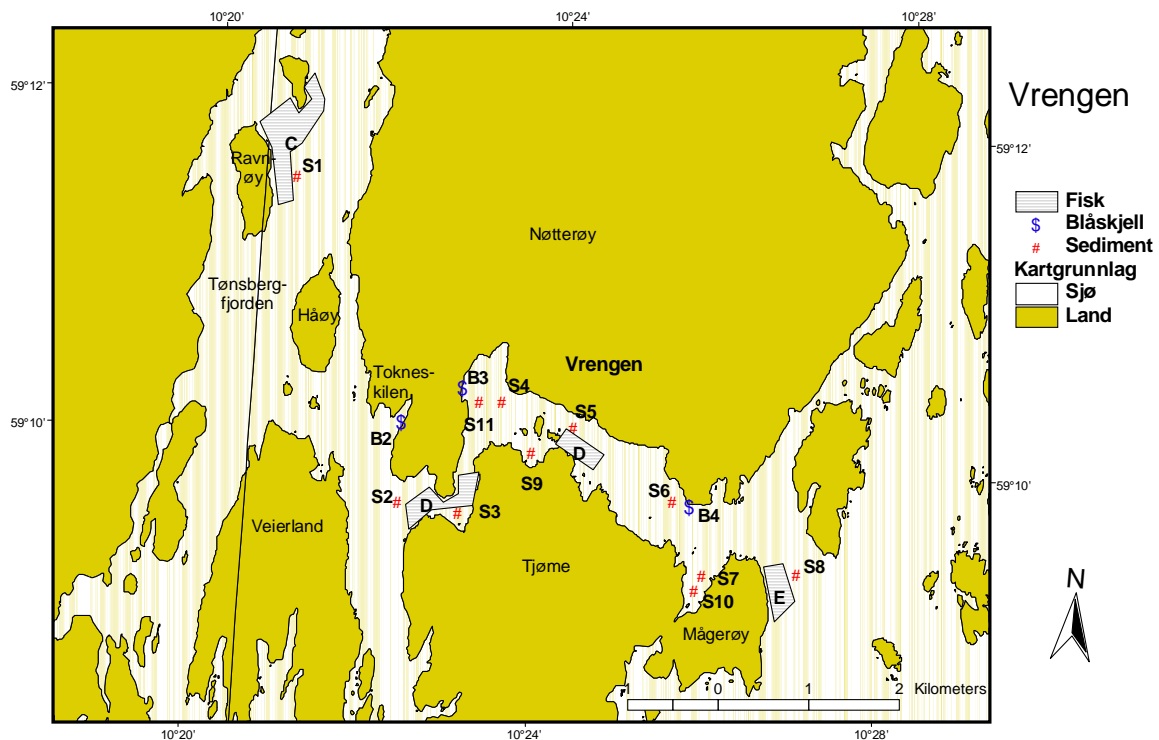 10°20'
10°24'
10°28'
59°12'
Vrengen
59°12'
C
Ravn-
øy
S1
Fisk
$ Blåskjell
# Sediment
Kartgrunnlag
Sjø
Land
Nøtterøy
Tønsberg-
fjorden
Håøy
Vrengen
Toknes-
kilen
B3
S4
S5
59°10'
B2
S11
D
S9
S6
59°10'
S2
D
S3
B4
Veierland
Tjøme
S7
S8
S10
E
Mågerøy
N
1 0 1 2 Kilometers
10°20'
10°24'
10°28'